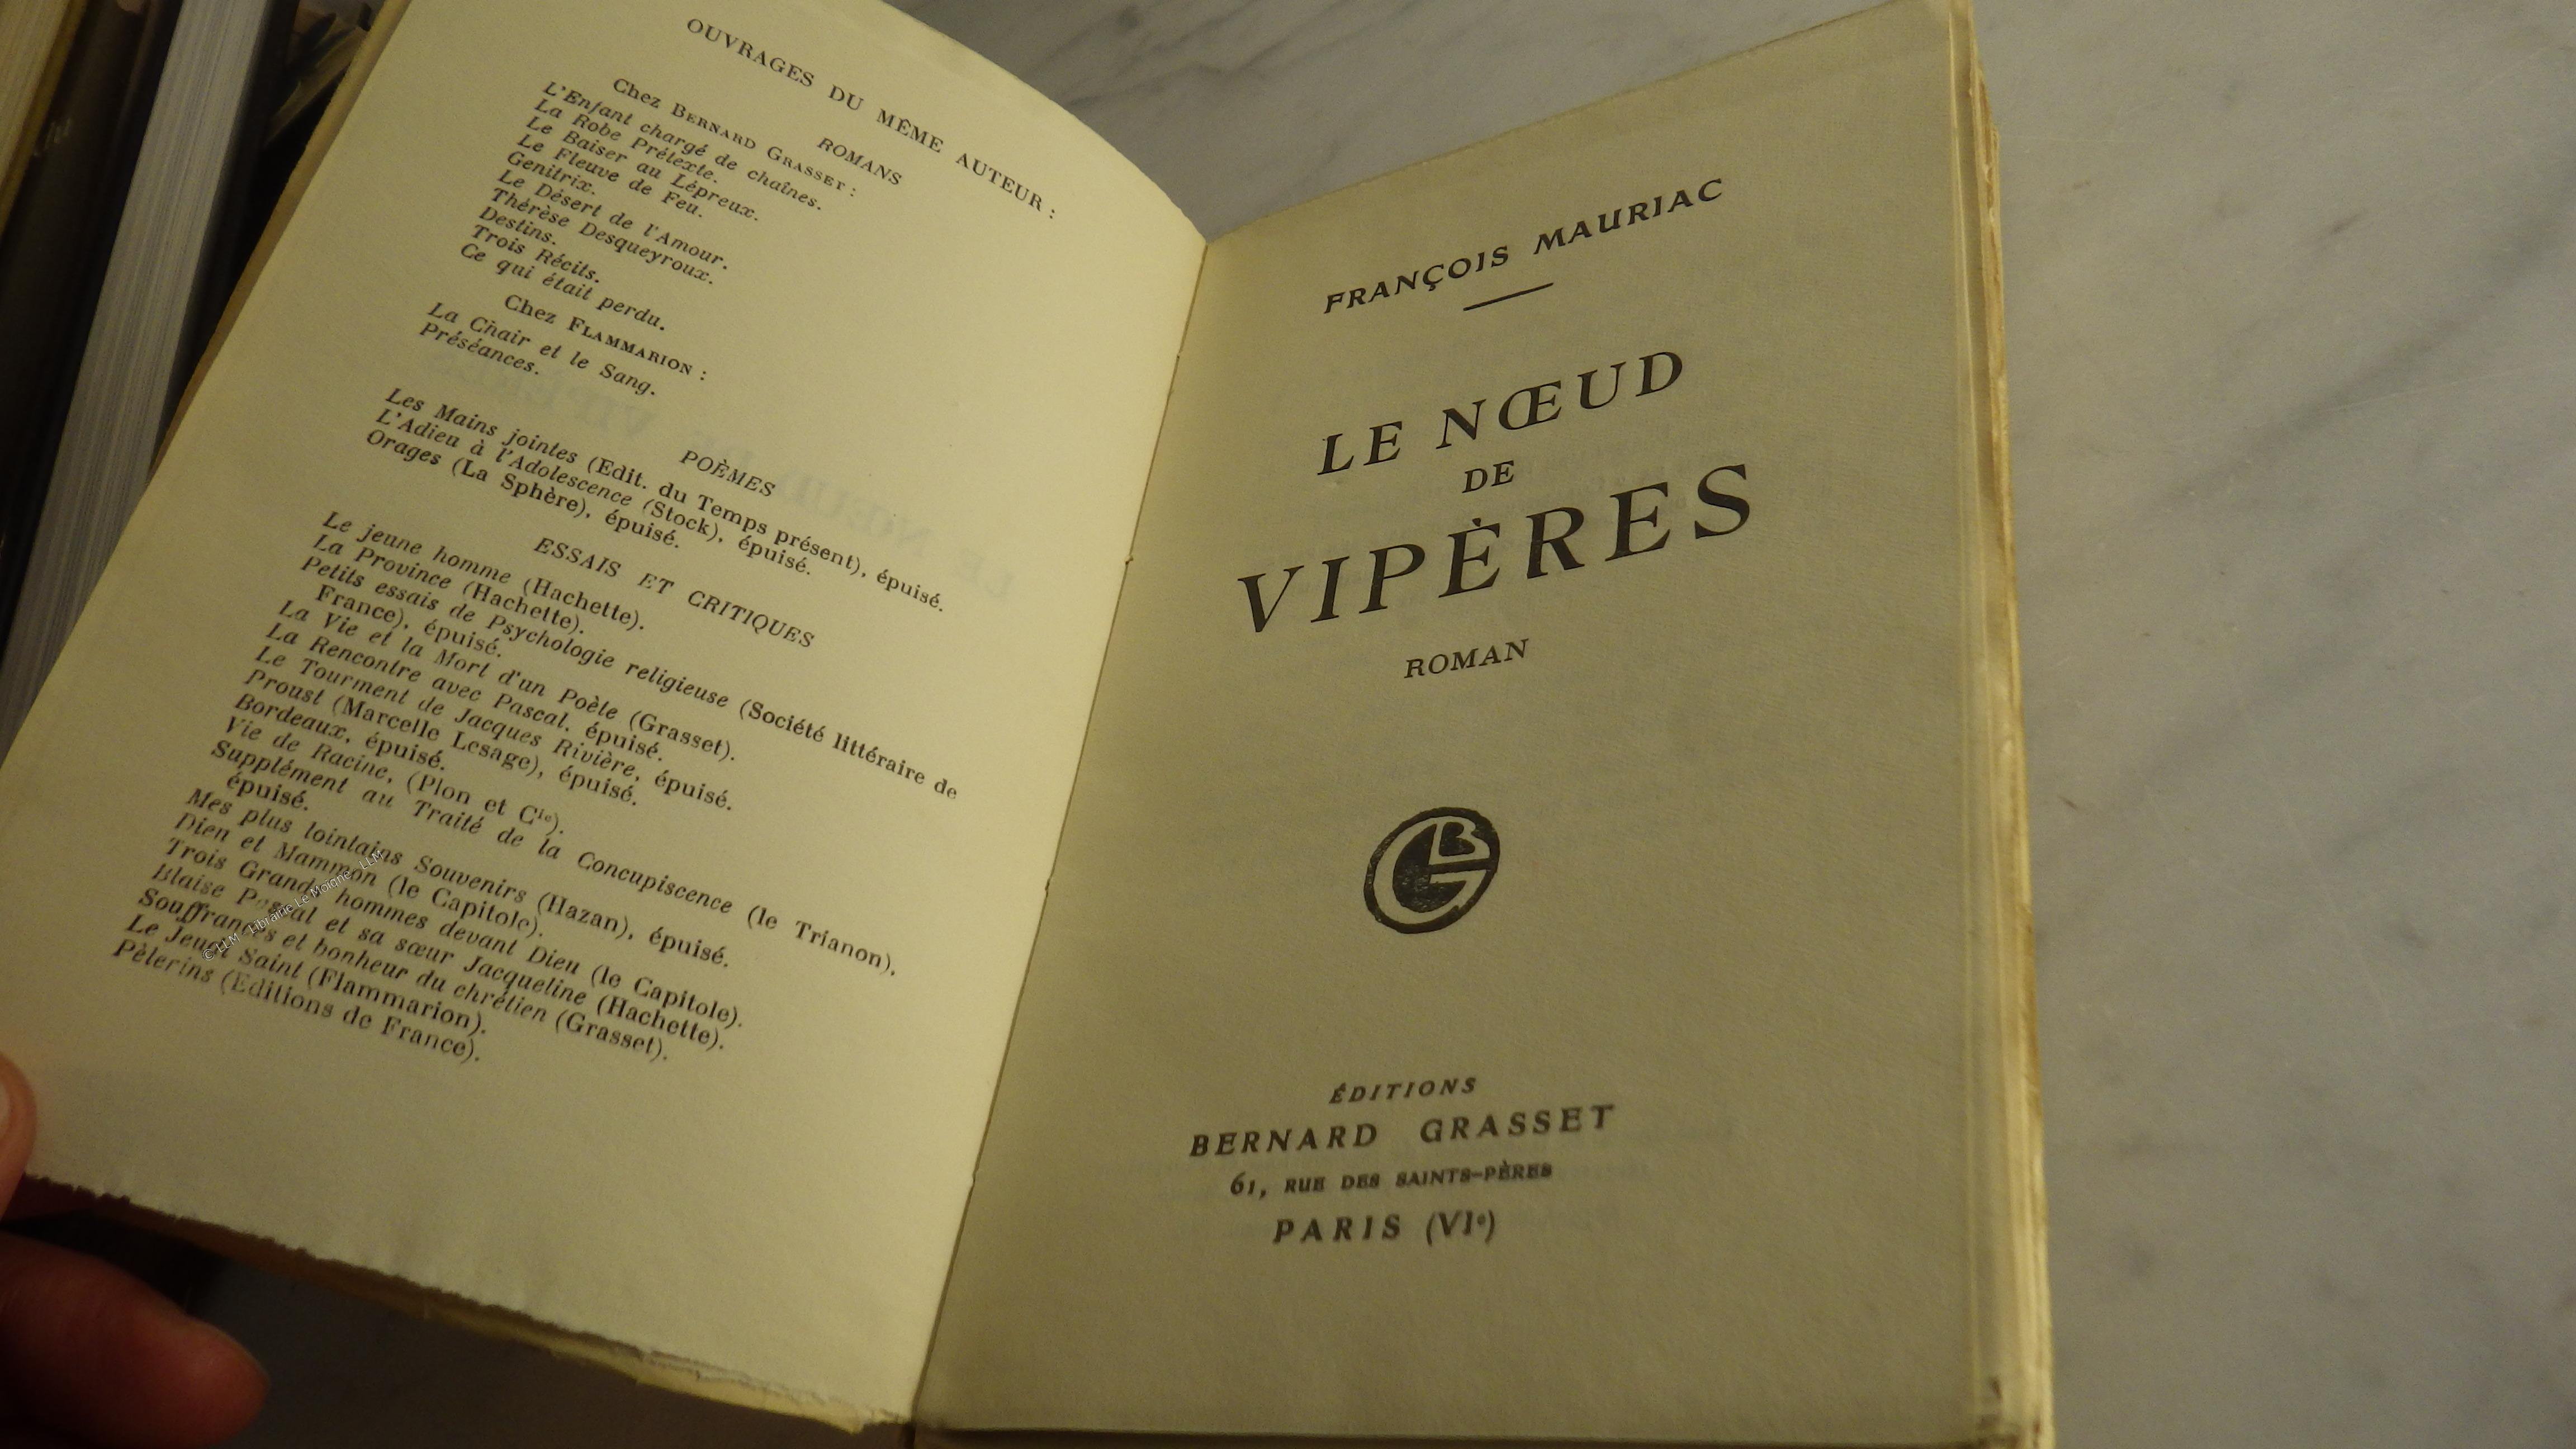 OUVRAGES DU MÊME AUTEUR :
ROMANS
Chez BERNARD GRASSET :
L'Enfant chargé de chaînes.
La Robe Prétexte.
Le Baiser au Lépreux.
Le Fleuve de Feu.
Genitrix.
Le Désert de l'Amour.
Thérèse Desqueyroux.
Destins.
Trois Récits.
Ce qui était perdu.
Chez FLAMMARION :
La Chair et le Sang.
Préséances.
POÈMES
Les Mains jointes (Edit. du Temps présent), épuisé.
L'Adieu à l'Adolescence (Stock), épuisé.
Orages (La Sphère), épuisé.
ESSAIS ET CRITIQUES
Le jeune homme (Hachette).
La Province (Hachette).
Petits essais de Psychologie religieuse (Société littéraire de
France), épuisé.
La Vie et la Mort d'un Poète (Grasset).
La Rencontre avec Pascal, épuisé.
Le Tourment de Jacques Rivière, épuisé.
Proust (Marcelle Lesage), épuisé.
Bordeaux, épuisé.
Vie de Racine, (Plon et Cie).
Supplément au Traité de la Concupiscence (le Trianon),
épuisé.
Mes plus lointains Souvenirs (Hazan), épuisé.
Dieu et Mammon (le Capitole).
Trois Grands hommes devant Dieu (le Capitole).
Blaise Pascal et sa sœur Jacqueline (Hachette).
Souffrances et bonheur du chrétien (Grasset).
Le Jeudi Saint (Flammarion).
Pèlerins (Editions de France).
© LLM - Librairie Le Moigne - LLM
FRANÇOIS MAURIAC
LE NŒUD
DE
VIPÈRES
ROMAN
BG
ÉDITIONS
BERNARD GRASSET
61, RUE DES SAINTS-PÈRES
PARIS (VIe)